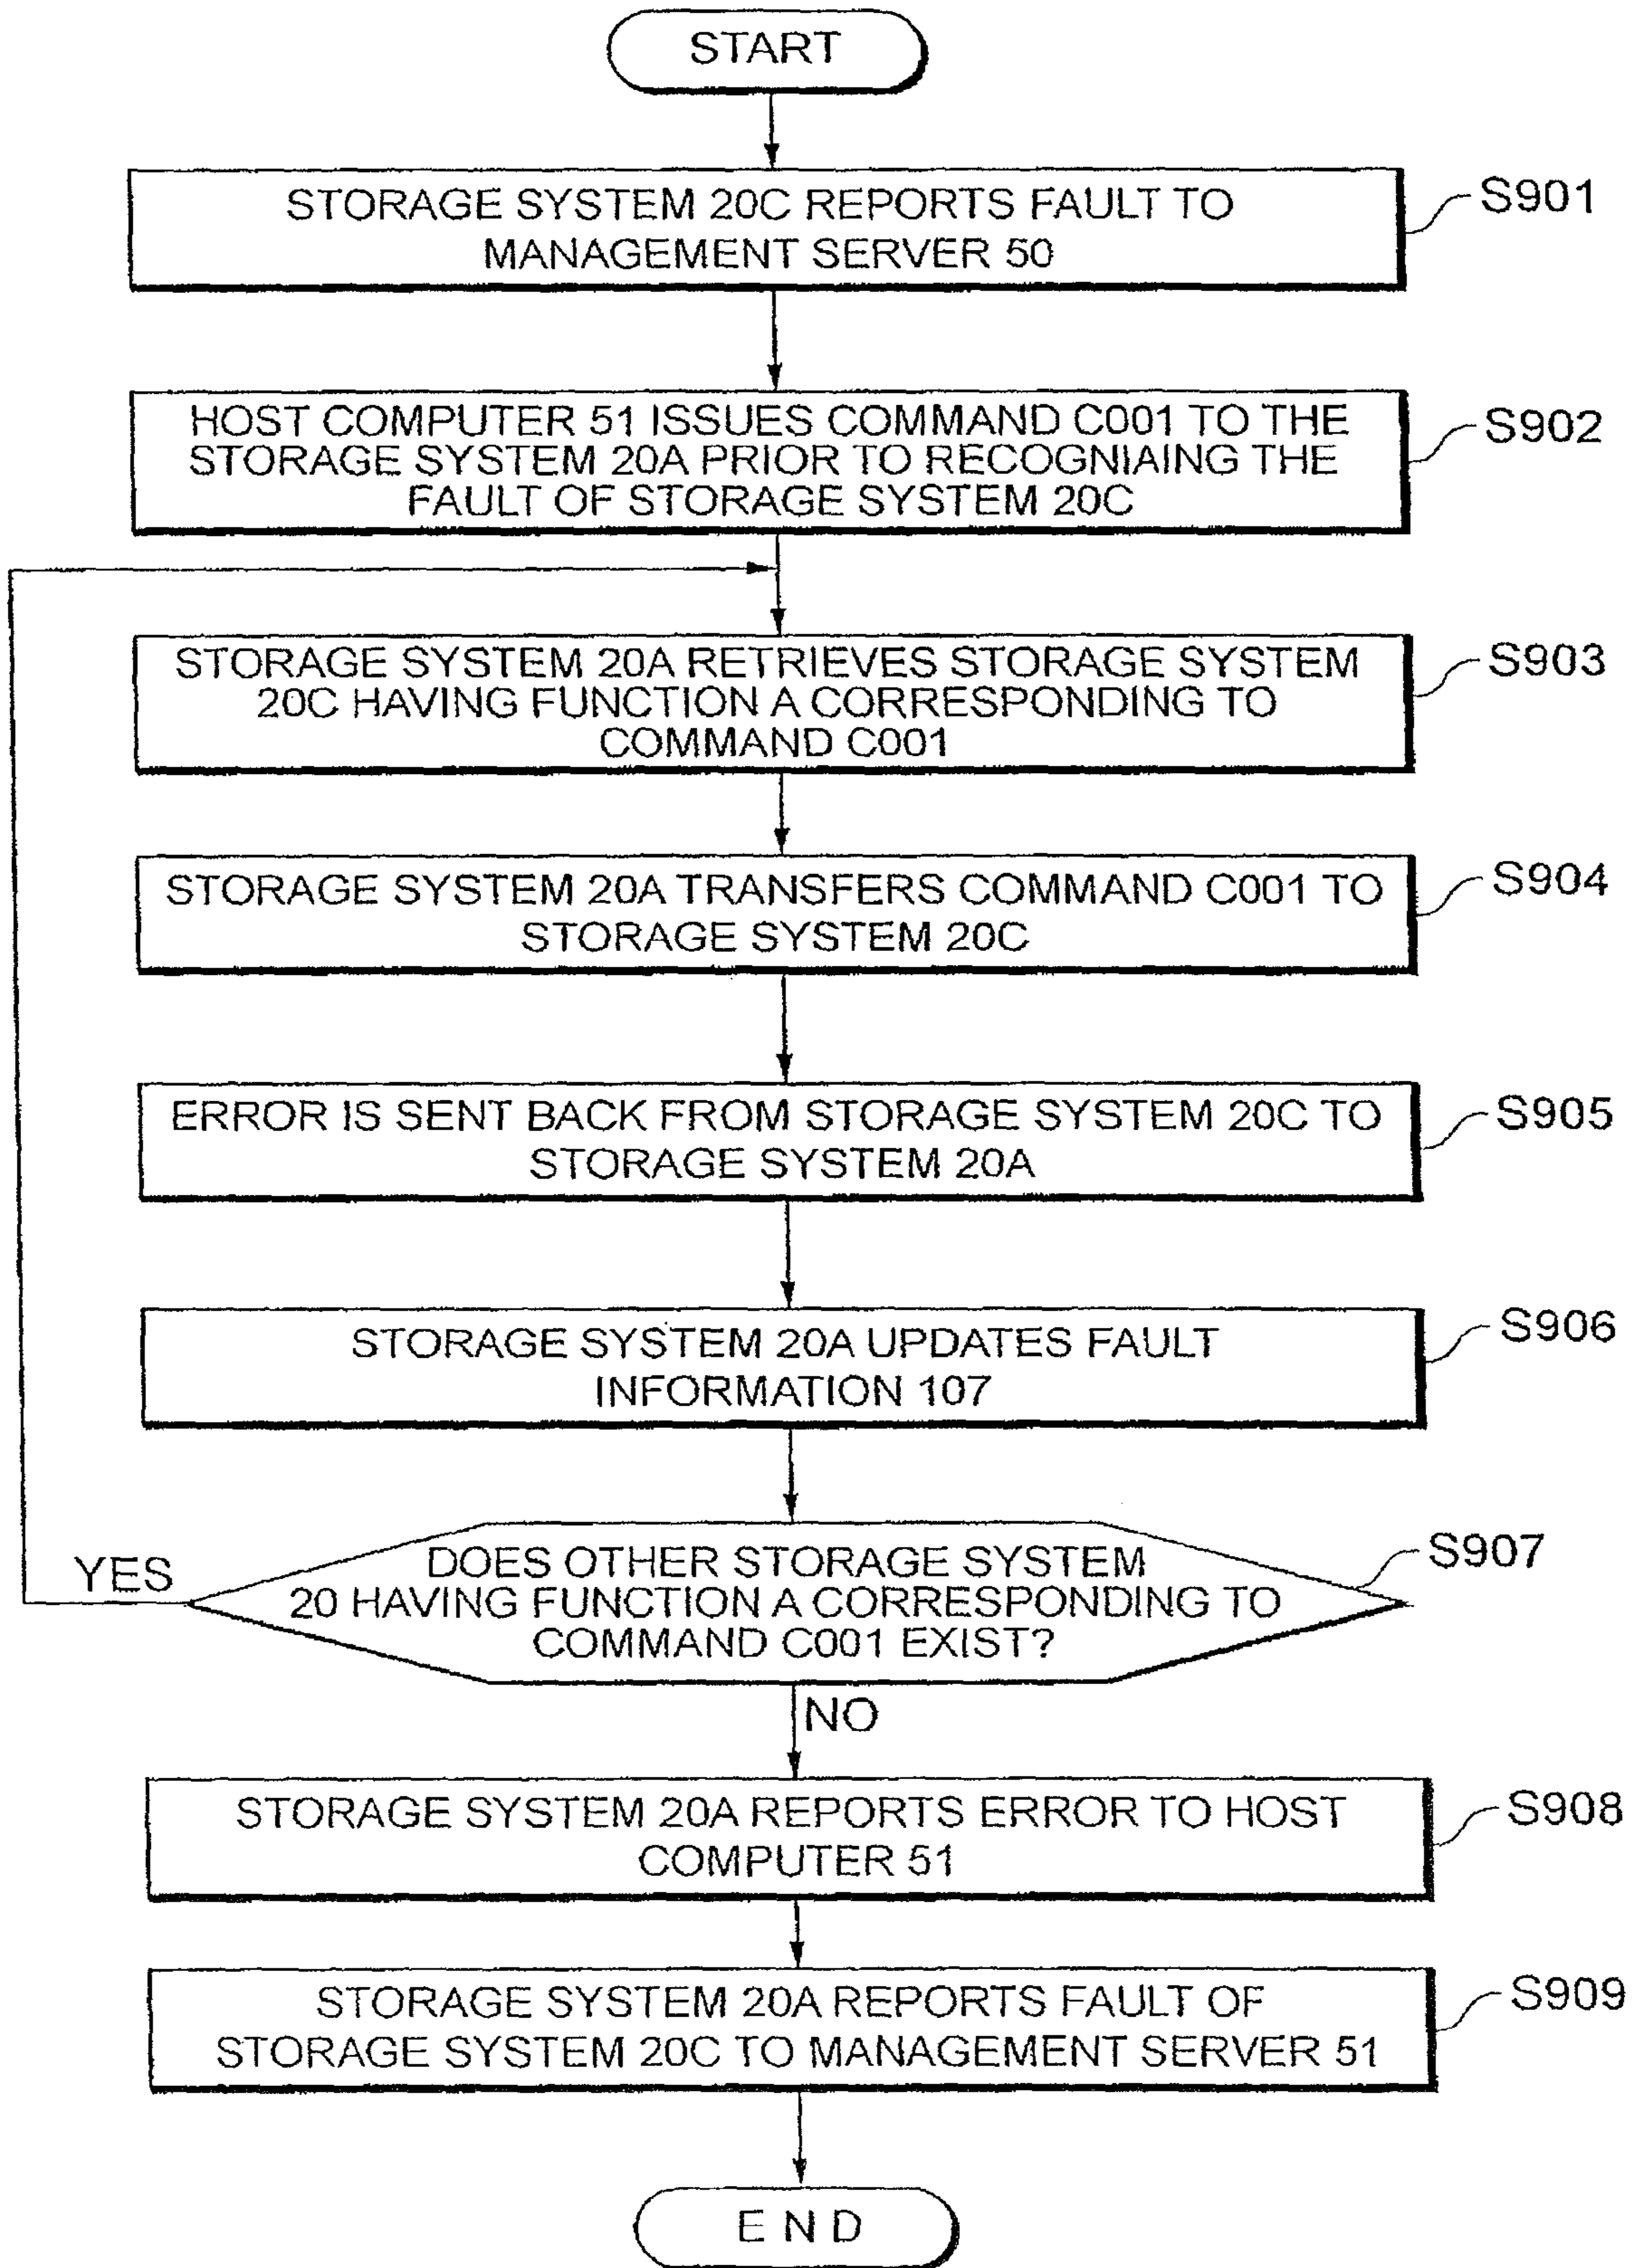 START
STORAGE SYSTEM 20C REPORTS FAULT TO
MANAGEMENT SERVER 50
S901
HOST COMPUTER 51 ISSUES COMMAND C001 TO THE
STORAGE SYSTEM 20A PRIOR TO RECOGNIAING THE
FAULT OF STORAGE SYSTEM 20C
S902
STORAGE SYSTEM 20A RETRIEVES STORAGE SYSTEM
20C HAVING FUNCTION A CORRESPONDING TO
COMMAND C001
S903
STORAGE SYSTEM 20A TRANSFERS COMMAND C001 TO
STORAGE SYSTEM 20C
S904
ERROR IS SENT BACK FROM STORAGE SYSTEM 20C TO
STORAGE SYSTEM 20A
S905
STORAGE SYSTEM 20A UPDATES FAULT
INFORMATION 107
S906
DOES OTHER STORAGE SYSTEM
20 HAVING FUNCTION A CORRESPONDING TO
COMMAND C001 EXIST?
S907
YES
NO
STORAGE SYSTEM 20A REPORTS ERROR TO HOST
COMPUTER 51
S908
STORAGE SYSTEM 20A REPORTS FAULT OF
STORAGE SYSTEM 20C TO MANAGEMENT SERVER 51
S909
END